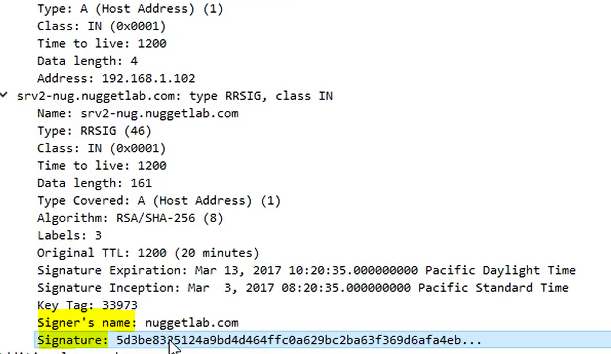 Type: A (Host Address) (1)
Class: IN (0x0001)
Time to live: 1200
Data length: 4
Address: 192.168.1.102
srv2-nug.nuggetlab.com: type RRSIG, class IN
Name: srv2-nug.nuggetlab.com
Type: RRSIG (46)
Class: IN (0x0001)
Time to live: 1200
Data length: 161
Type Covered: A (Host Address) (1)
Algorithm: RSA/SHA-256 (8)
Labels: 3
Original TTL: 1200 (20 minutes)
Signature Expiration: Mar 13, 2017 10:20:35.000000000 Pacific Daylight Time
Signature Inception: Mar  3, 2017 08:20:35.000000000 Pacific Standard Time
Key Tag: 33973
Signer's name: nuggetlab.com
Signature: